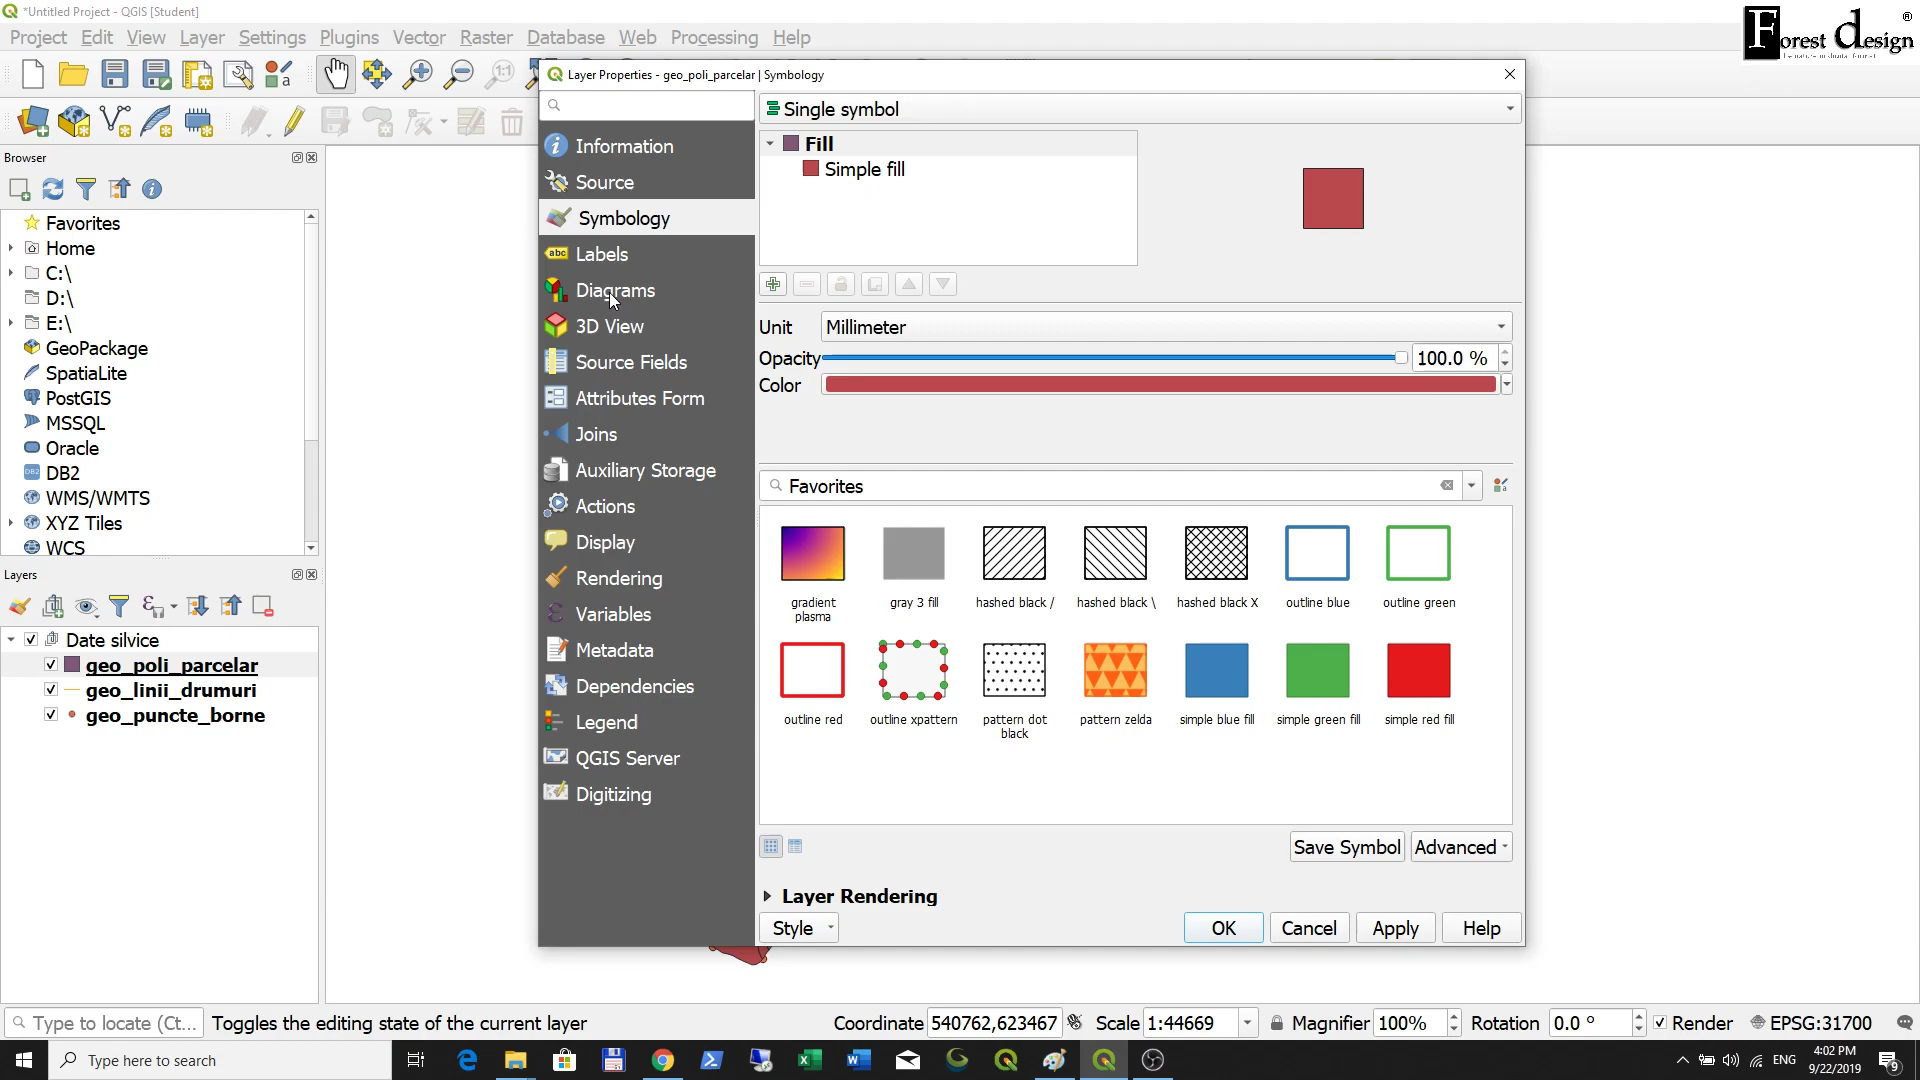 *Untitled Project - QGIS [Student]
Project Edit View Layer Settings Plugins Vector Raster Database Web Processing Help
Forest design ®
Layer Properties - geo_poli_parcelar | Symbology
Browser
Favorites
Home
C:\
D:\
E:\
GeoPackage
SpatiaLite
PostGIS
MSSQL
Oracle
DB2
WMS/WMTS
XYZ Tiles
WCS
Layers
Date silvice
geo_poli_parcelar
geo_linii_drumuri
geo_puncte_borne
Information
Source
Symbology
Labels
Diagrams
3D View
Source Fields
Attributes Form
Joins
Auxiliary Storage
Actions
Display
Rendering
Variables
Metadata
Dependencies
Legend
QGIS Server
Digitizing
Single symbol
Fill
Simple fill
Unit Millimeter
Opacity 100.0 %
Color
Favorites
gradient plasma
gray 3 fill
hashed black /
hashed black \
hashed black X
outline blue
outline green
outline red
outline xpattern
pattern dot black
pattern zelda
simple blue fill
simple green fill
simple red fill
Save Symbol Advanced
Layer Rendering
Style OK Cancel Apply Help
Type to locate (Ct... Toggles the editing state of the current layer Coordinate 540762,623467 Scale 1:44669 Magnifier 100% Rotation 0.0 ° Render EPSG:31700
Type here to search
ENG
4:02 PM
9/22/2019
9